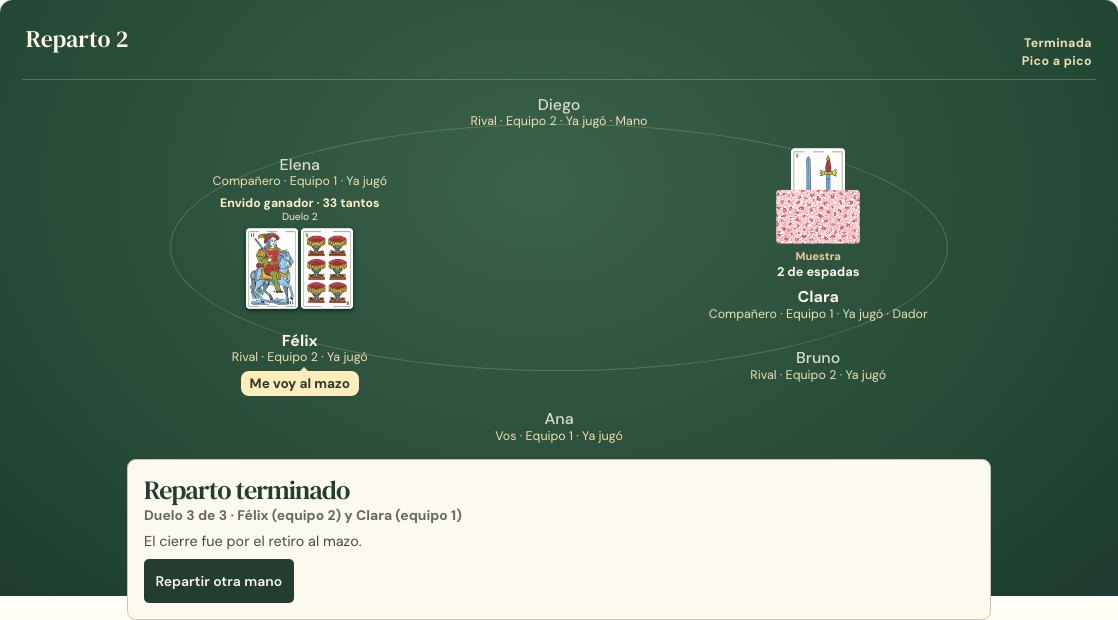 Reparto 2
Terminada
Pico a pico
Diego
Rival · Equipo 2 · Ya jugó · Mano
Elena
Compañero · Equipo 1 · Ya jugó
Envido ganador · 33 tantos
Duelo 2
Muestra
2 de espadas
Clara
Compañero · Equipo 1 · Ya jugó · Dador
Félix
Rival · Equipo 2 · Ya jugó
Me voy al mazo
Bruno
Rival · Equipo 2 · Ya jugó
Ana
Vos · Equipo 1 · Ya jugó
Reparto terminado
Duelo 3 de 3 · Félix (equipo 2) y Clara (equipo 1)
El cierre fue por el retiro al mazo.
Repartir otra mano